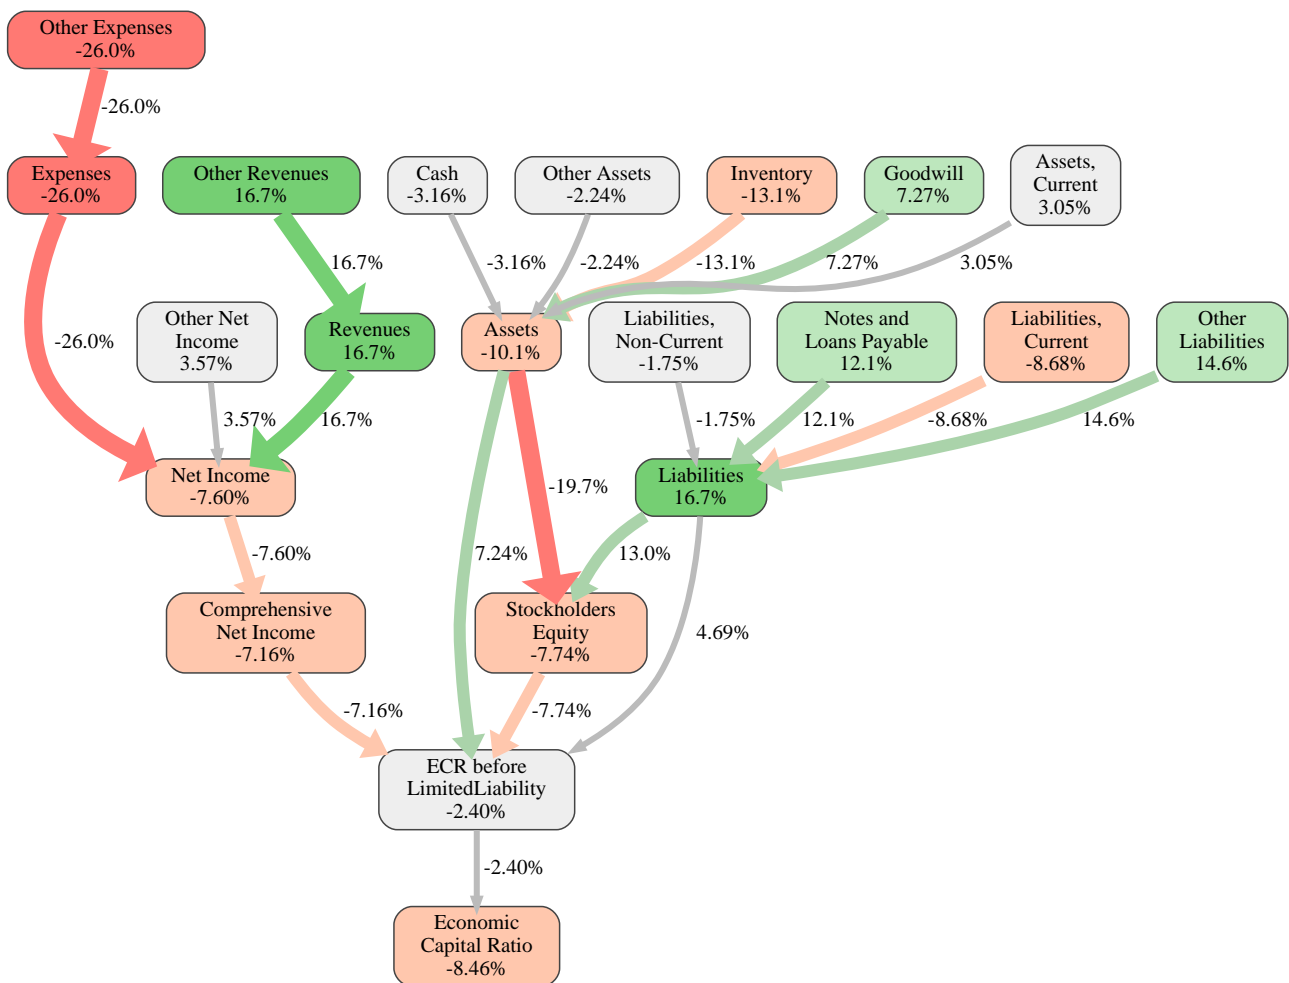 Other Expenses
-26.0%
-26.0%
Expenses
-26.0%
Other Revenues
16.7%
Cash
-3.16%
Other Assets
-2.24%
Inventory
-13.1%
Goodwill
7.27%
Assets,
Current
3.05%
16.7%
-3.16%
-2.24%
-13.1%
7.27%
3.05%
-26.0%
Other Net
Income
3.57%
Revenues
16.7%
Assets
-10.1%
Liabilities,
Non-Current
-1.75%
Notes and
Loans Payable
12.1%
Liabilities,
Current
-8.68%
Other
Liabilities
14.6%
3.57%
16.7%
-1.75%
12.1%
-8.68%
14.6%
Net Income
-7.60%
-19.7%
Liabilities
16.7%
-7.60%
7.24%
13.0%
Comprehensive
Net Income
-7.16%
Stockholders
Equity
-7.74%
4.69%
-7.16%
-7.74%
ECR before
LimitedLiability
-2.40%
-2.40%
Economic
Capital Ratio
-8.46%